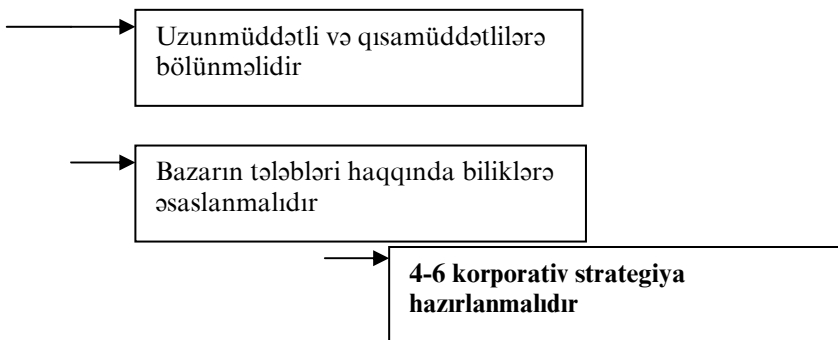 Uzunmüddətli və qısamüddətlilərə
bölünməlidir
Bazarın tələbləri haqqında biliklərə
əsaslanmalıdır
4-6 korporativ strategiya
hazırlanmalıdır